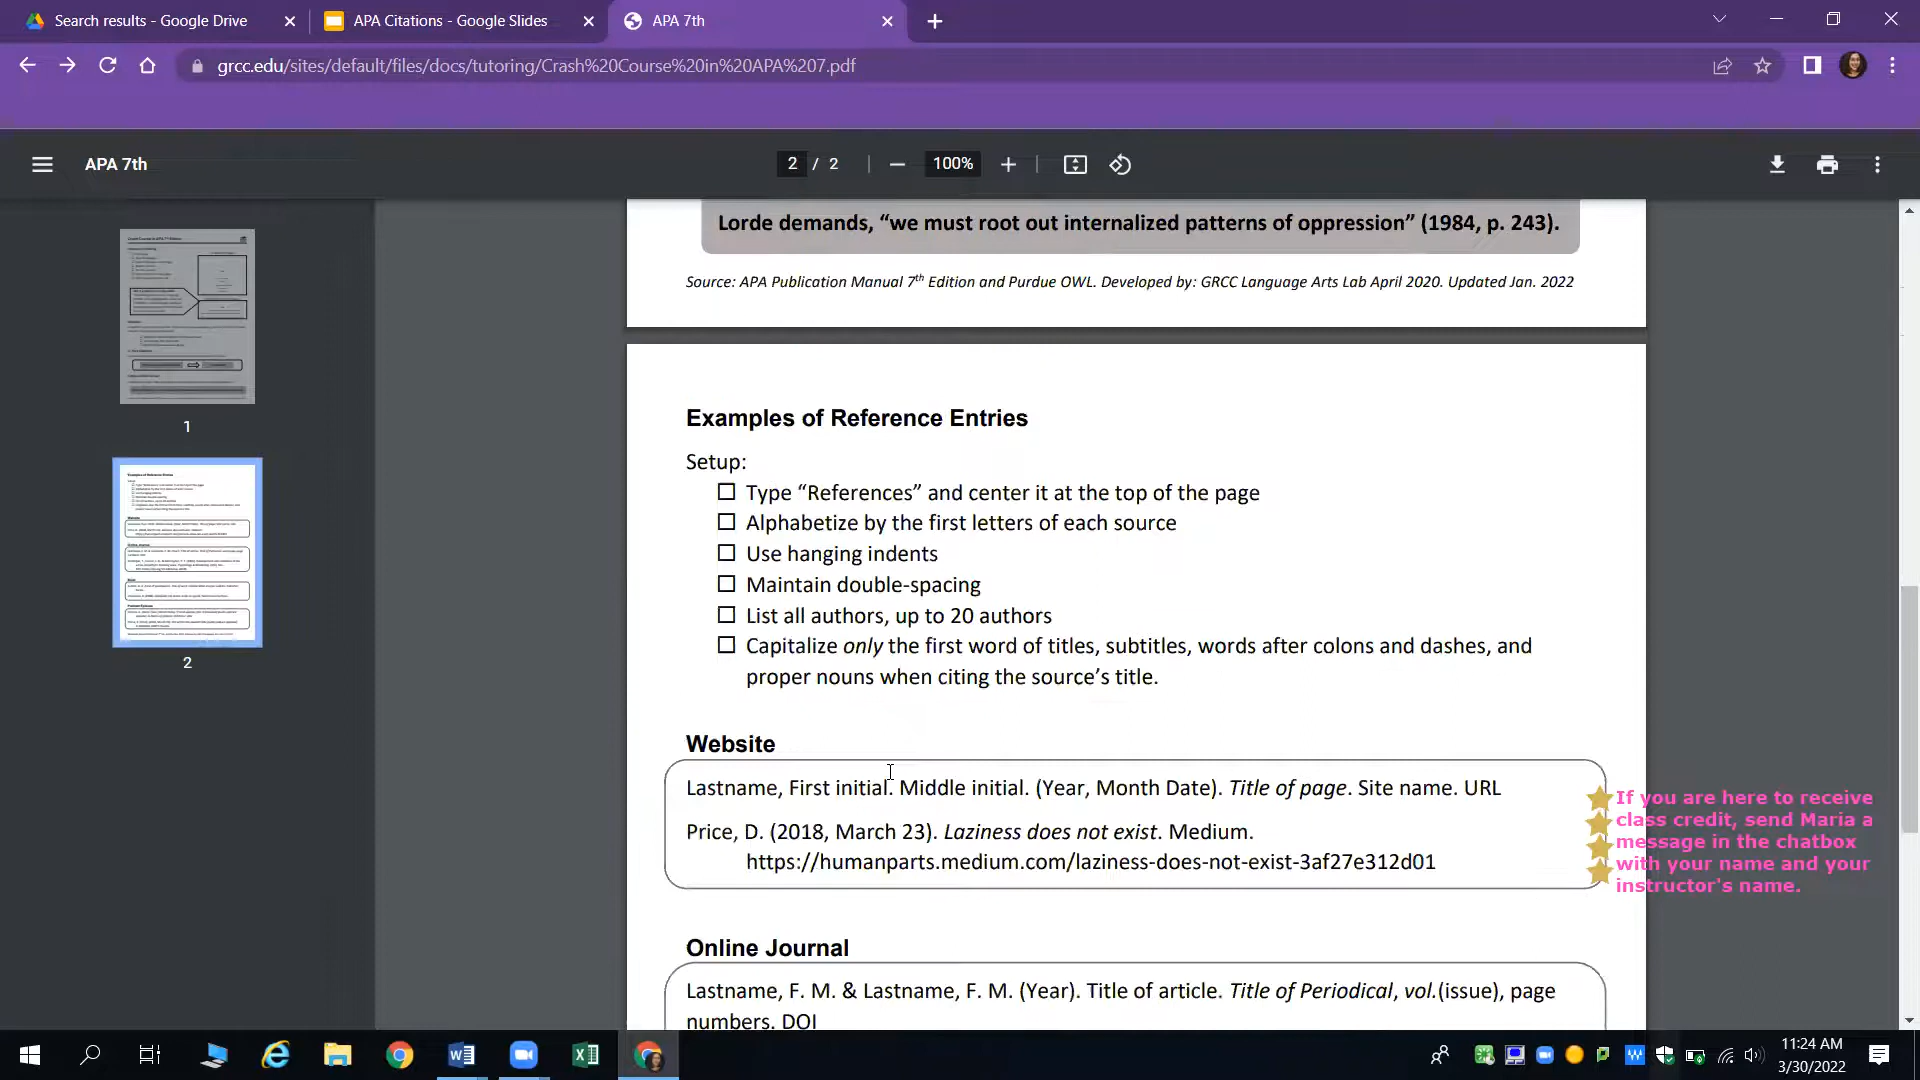 Search results - Google Drive
APA Citations - Google Slides
APA 7th
grcc.edu/sites/default/files/docs/tutoring/Crash%20Course%20in%20APA%207.pdf
APA 7th
2 / 2
100%
Lorde demands, “we must root out internalized patterns of oppression” (1984, p. 243).
Source: APA Publication Manual 7th Edition and Purdue OWL. Developed by: GRCC Language Arts Lab April 2020. Updated Jan. 2022
1
2
Examples of Reference Entries
Setup:
Type “References” and center it at the top of the page
Alphabetize by the first letters of each source
Use hanging indents
Maintain double-spacing
List all authors, up to 20 authors
Capitalize only the first word of titles, subtitles, words after colons and dashes, and
proper nouns when citing the source’s title.
Website
Lastname, First initial. Middle initial. (Year, Month Date). Title of page. Site name. URL
Price, D. (2018, March 23). Laziness does not exist. Medium.
https://humanparts.medium.com/laziness-does-not-exist-3af27e312d01
If you are here to receive
class credit, send Maria a
message in the chatbox
with your name and your
instructor's name.
Online Journal
Lastname, F. M. & Lastname, F. M. (Year). Title of article. Title of Periodical, vol.(issue), page
numbers. DOI
11:24 AM
3/30/2022